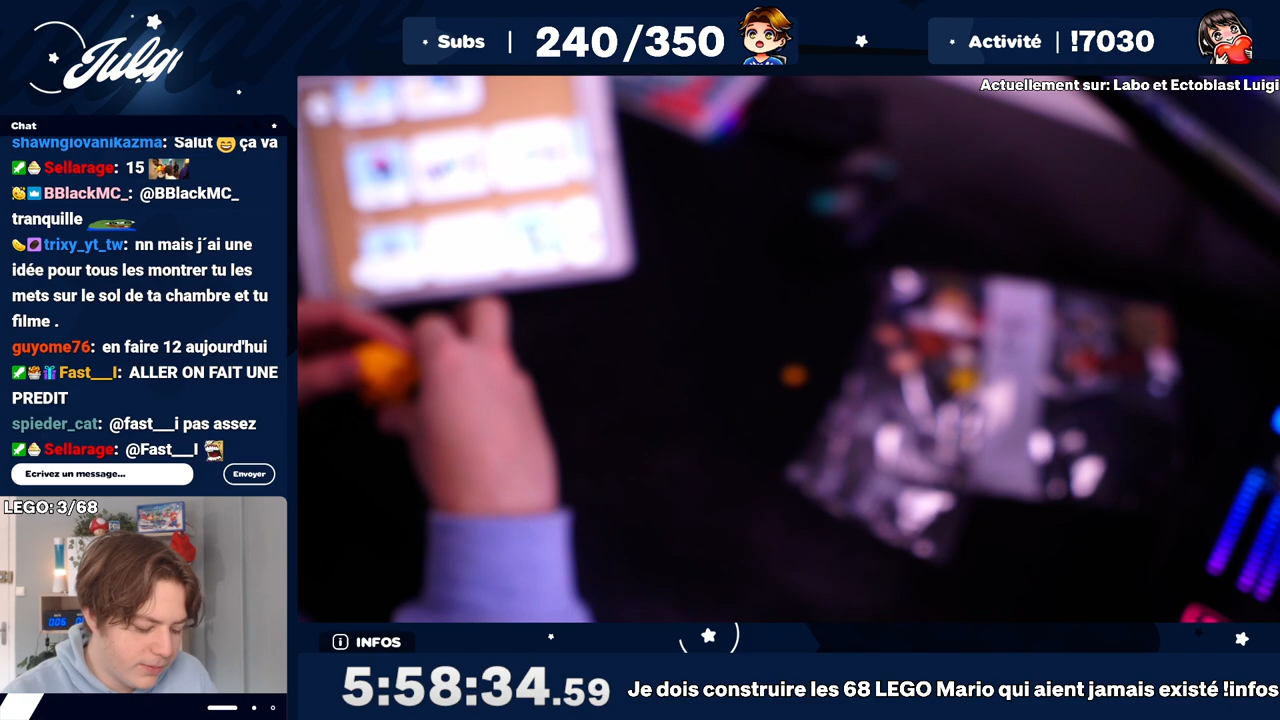 Julgi
Subs | 240/350
Activité | !7030
Actuellement sur: Labo et Ectoblast Luigi
Chat
shawngiovanikazma: Salut 😄 ça va
Sellarage: 15
BBlackMC_: @BBlackMC_
tranquille
trixy_yt_tw: nn mais j´ai une
idée pour tous les montrer tu les
mets sur le sol de ta chambre et tu
filme .
guyome76: en faire 12 aujourd'hui
Fast___I: ALLER ON FAIT UNE
PREDIT
spieder_cat: @fast___i pas assez
Sellarage: @Fast___I
Ecrivez un message...
Envoyer
LEGO: 3/68
INFOS
5:58:34.59
Je dois construire les 68 LEGO Mario qui aient jamais existé !infos